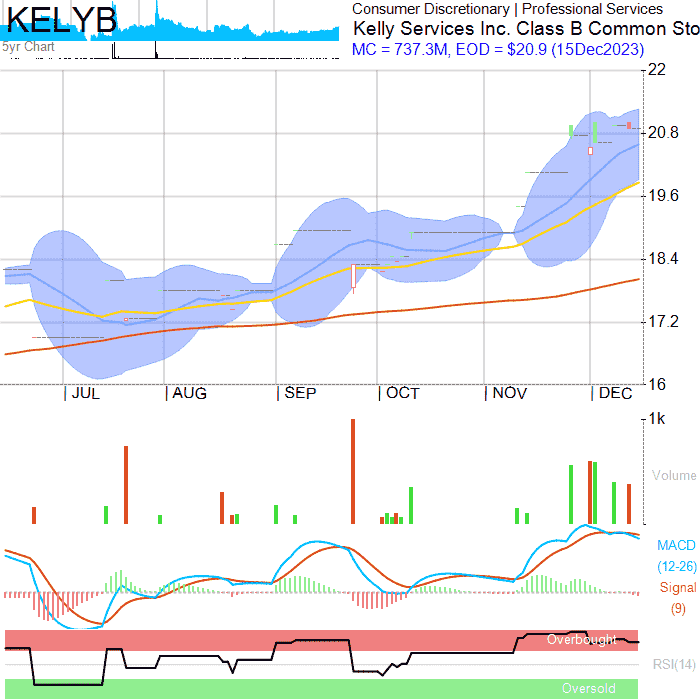 KELYB
5yr Chart
Consumer Discretionary | Professional Services
Kelly Services Inc. Class B Common Sto
MC = 737.3M, EOD = $20.9 (15Dec2023)
22
20.8
19.6
18.4
17.2
16
JUL AUG SEP OCT NOV DEC
1k
Volume
MACD
(12-26)
Signal
(9)
Overbought
RSI(14)
Oversold